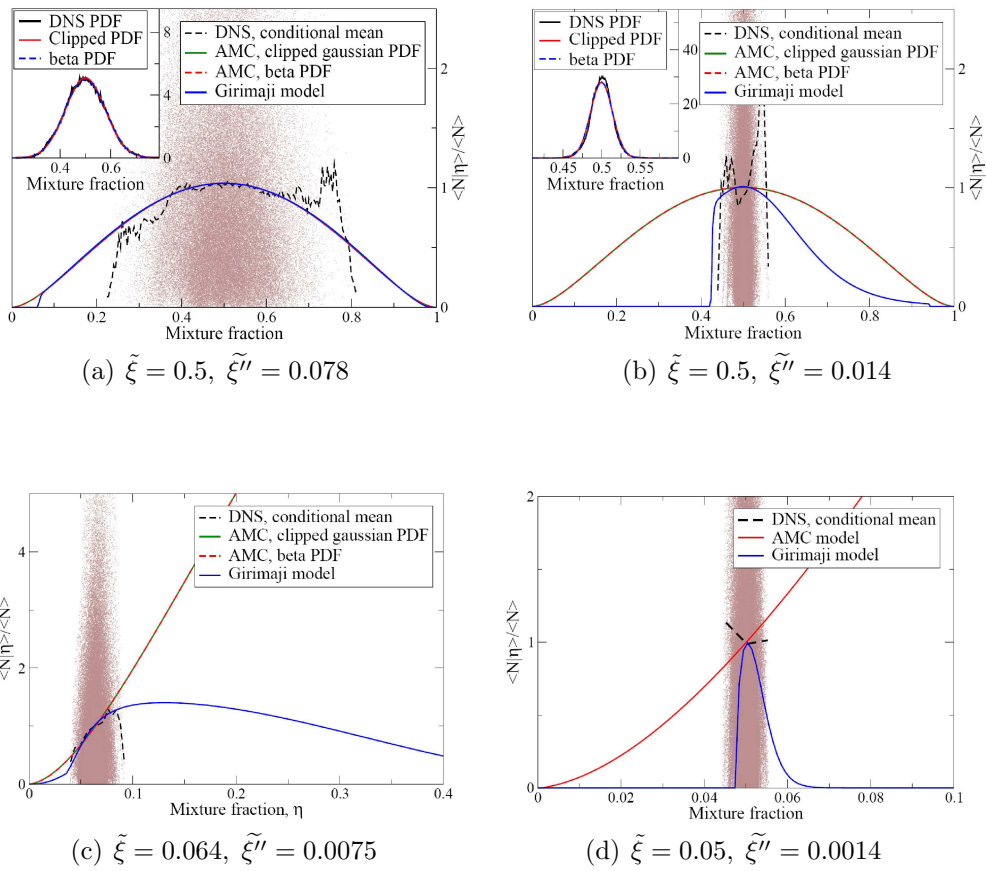 DNS PDF
Clipped PDF
beta PDF
8
4
0
0.4 0.6
Mixture fraction
DNS, conditional mean
AMC, clipped gaussian PDF
AMC, beta PDF
Girimaji model
2
1
0
<N|η>/<N>
0 0.2 0.4 0.6 0.8 1
Mixture fraction
(a) ξ̃ = 0.5, ξ̃′′ = 0.078
DNS PDF
Clipped PDF
beta PDF
40
20
0
0.45 0.5 0.55
Mixture fraction
DNS, conditional mean
AMC, clipped gaussian PDF
AMC, beta PDF
Girimaji model
2
1
0
<N|η>/<N>
0 0.2 0.4 0.6 0.8 1
Mixture fraction
(b) ξ̃ = 0.5, ξ̃′′ = 0.014
DNS, conditional mean
AMC, clipped gaussian PDF
AMC, beta PDF
Girimaji model
<N|η>/<N>
4
2
0
0 0.1 0.2 0.3 0.4
Mixture fraction, η
(c) ξ̃ = 0.064, ξ̃′′ = 0.0075
DNS, conditional mean
AMC model
Girimaji model
<N|η>/<N>
2
1
0
0 0.02 0.04 0.06 0.08 0.1
Mixture fraction
(d) ξ̃ = 0.05, ξ̃′′ = 0.0014